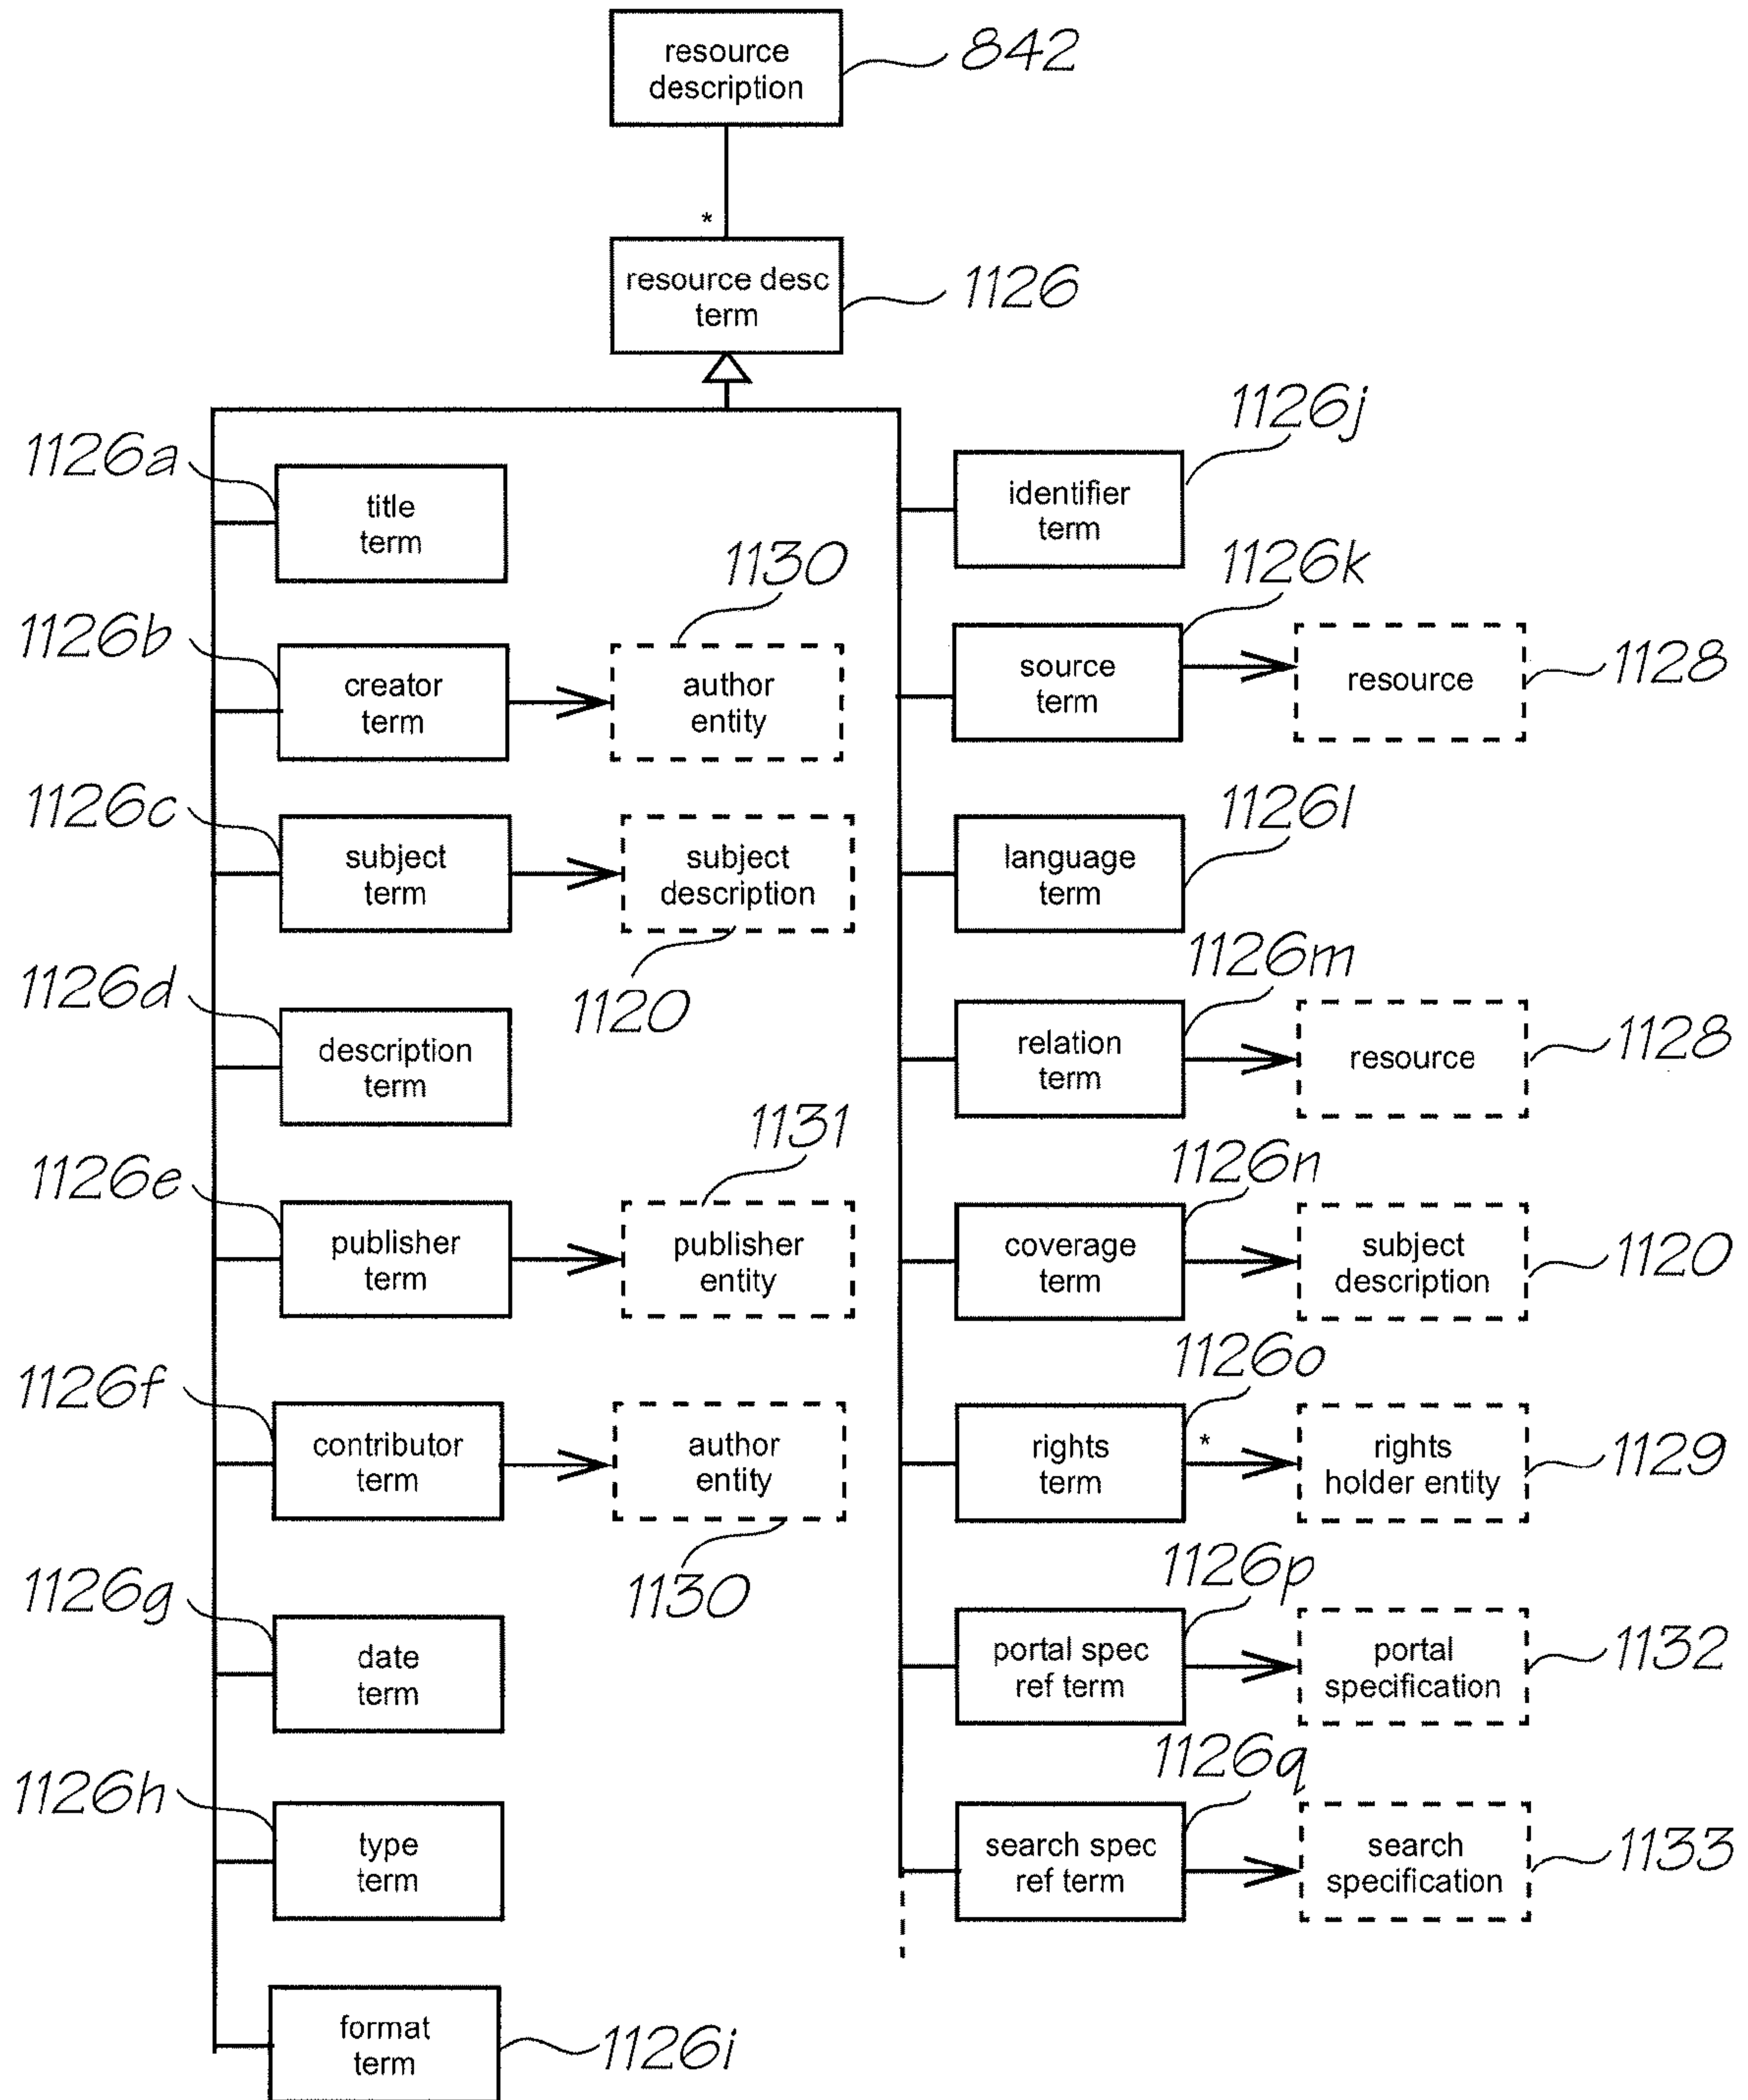 resource
description
842
*
resource desc
term
1126
1126a
title
term
1126b
creator
term
1130
author
entity
1126c
subject
term
subject
description
1120
1126d
description
term
1126e
publisher
term
1131
publisher
entity
1126f
contributor
term
author
entity
1130
1126g
date
term
1126h
type
term
format
term
1126i
1126j
identifier
term
1126k
source
term
resource
1128
1126l
language
term
1126m
relation
term
resource
1128
1126n
coverage
term
subject
description
1120
1126o
rights
term
*
rights
holder entity
1129
1126p
portal spec
ref term
portal
specification
1132
1126q
search spec
ref term
search
specification
1133